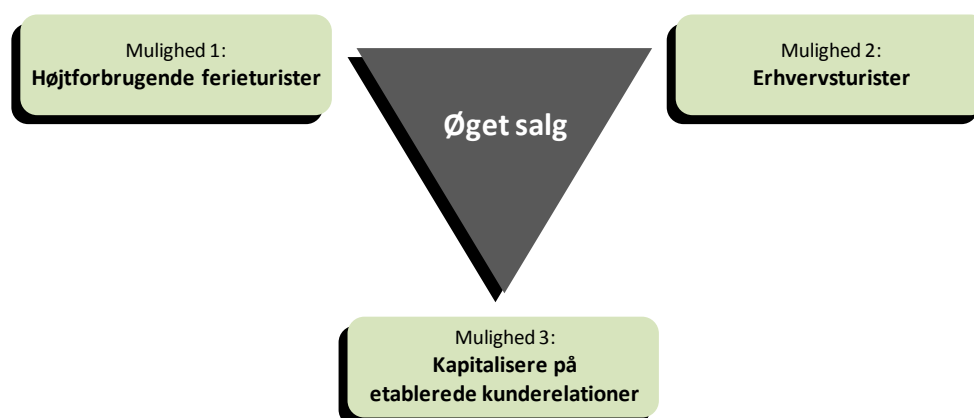 Mulighed 1:
Højtforbrugende ferieturister
Mulighed 2:
Erhvervsturister
Øget salg
Mulighed 3:
Kapitalisere på
etablerede kunderelationer